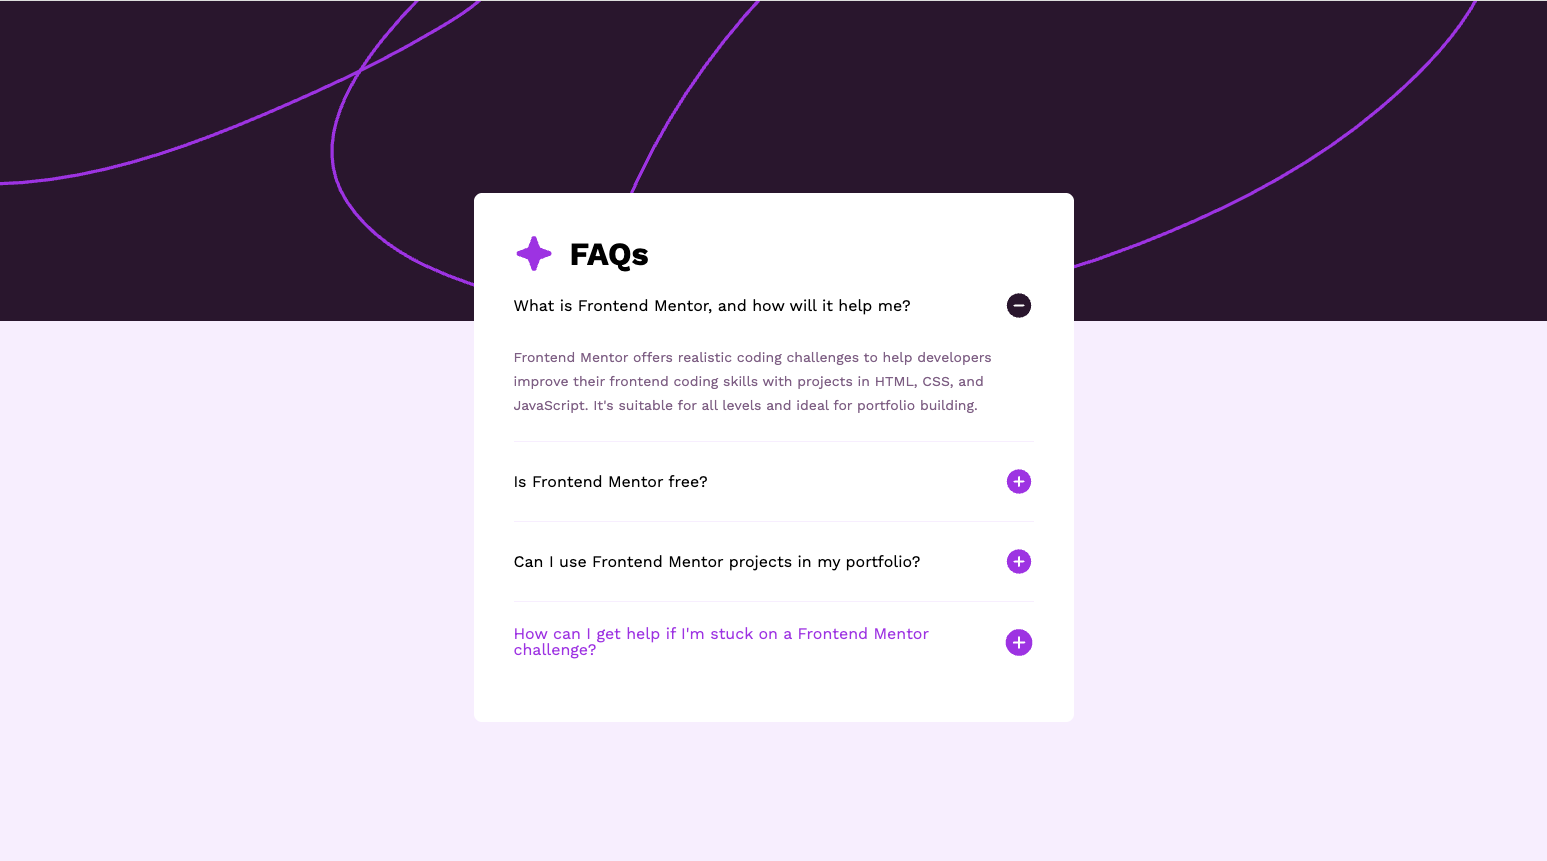 FAQs
What is Frontend Mentor, and how will it help me?
Frontend Mentor offers realistic coding challenges to help developers
improve their frontend coding skills with projects in HTML, CSS, and
JavaScript. It's suitable for all levels and ideal for portfolio building.
Is Frontend Mentor free?
Can I use Frontend Mentor projects in my portfolio?
How can I get help if I'm stuck on a Frontend Mentor
challenge?